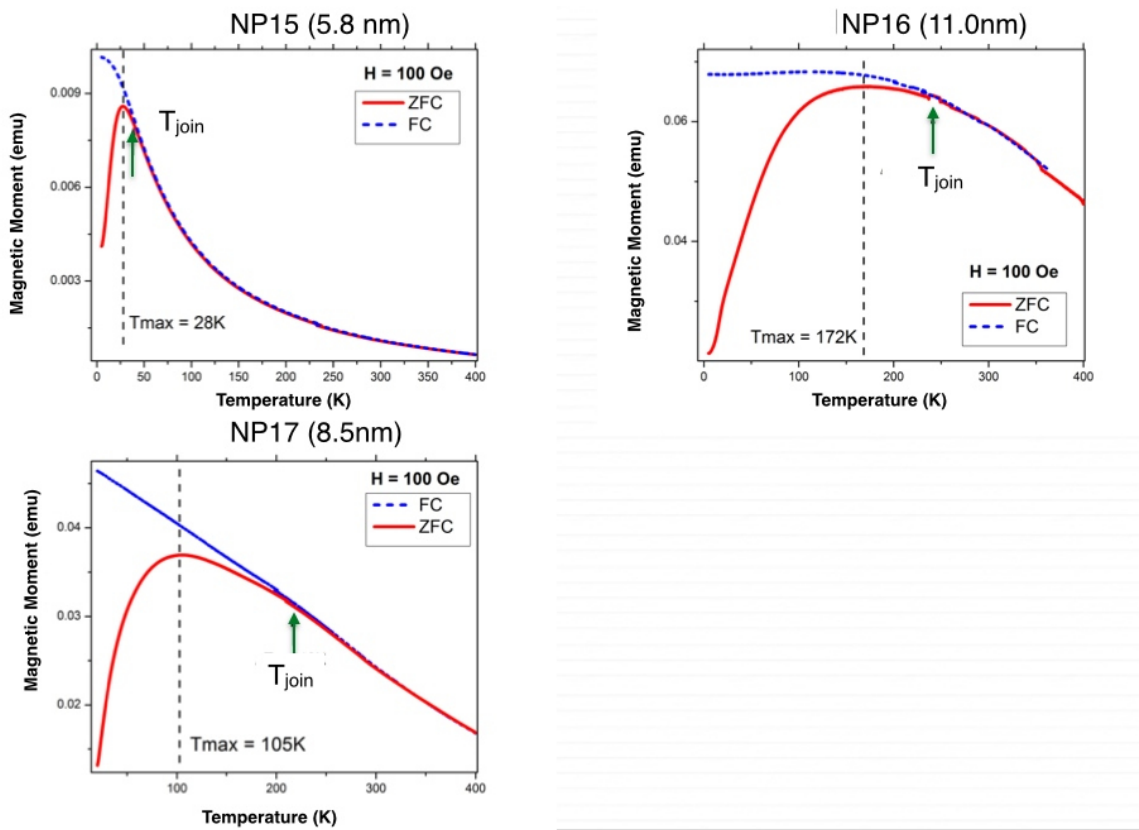 NP15 (5.8 nm)
H = 100 Oe
ZFC
FC
T join
Tmax = 28K
0.009
0.006
0.003
Magnetic Moment (emu)
0 50 100 150 200 250 300 350 400
Temperature (K)
NP16 (11.0nm)
0.06
0.04
Magnetic Moment (emu)
T join
H = 100 Oe
ZFC
FC
Tmax = 172K
0 100 200 300 400
Temperature (K)
NP17 (8.5nm)
H = 100 Oe
FC
ZFC
0.04
0.03
0.02
Magnetic Moment (emu)
T join
Tmax = 105K
100 200 300 400
Temperature (K)